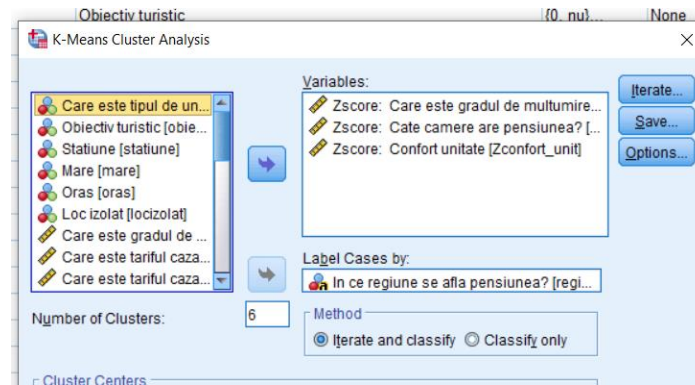 Obiectiv turistic {0, nu}... None
K-Means Cluster Analysis
Variables:
Care este tipul de un...
Obiectiv turistic [obie...
Statiune [statiune]
Mare [mare]
Oras [oras]
Loc izolat [locizolat]
Care este gradul de ...
Care este tariful caza...
Care este tariful caza...
Zscore: Care este gradul de multumire...
Zscore: Cate camere are pensiunea? [...
Zscore: Confort unitate [Zconfort_unit]
Iterate...
Save...
Options...
Label Cases by:
In ce regiune se afla pensiunea? [regi...
Number of Clusters: 6
Method
Iterate and classify Classify only
Cluster Centers